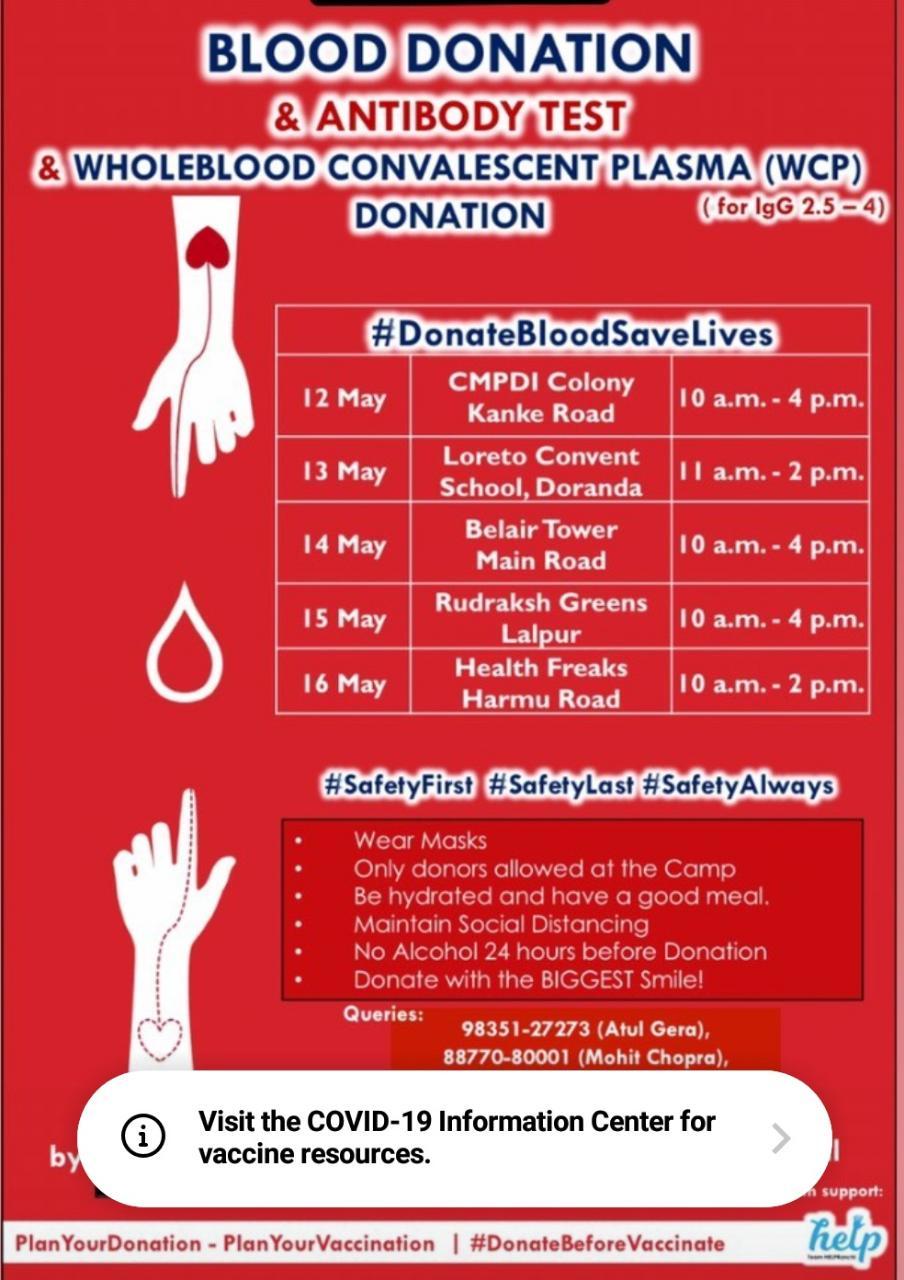 BLOOD DONATION
& ANTIBODY TEST
& WHOLEBLOOD CONVALESCENT PLASMA (WCP)
DONATION ( for IgG 2.5 – 4)
#DonateBloodSaveLives
12 May CMPDI Colony Kanke Road 10 a.m. - 4 p.m.
13 May Loreto Convent School, Doranda 11 a.m. - 2 p.m.
14 May Belair Tower Main Road 10 a.m. - 4 p.m.
15 May Rudraksh Greens Lalpur 10 a.m. - 4 p.m.
16 May Health Freaks Harmu Road 10 a.m. - 2 p.m.
#SafetyFirst #SafetyLast #SafetyAlways
• Wear Masks
• Only donors allowed at the Camp
• Be hydrated and have a good meal.
• Maintain Social Distancing
• No Alcohol 24 hours before Donation
• Donate with the BIGGEST Smile!
Queries:
98351-27273 (Atul Gera),
88770-80001 (Mohit Chopra),
Visit the COVID-19 Information Center for
vaccine resources.
by
support:
PlanYourDonation - PlanYourVaccination | #DonateBeforeVaccinate
help